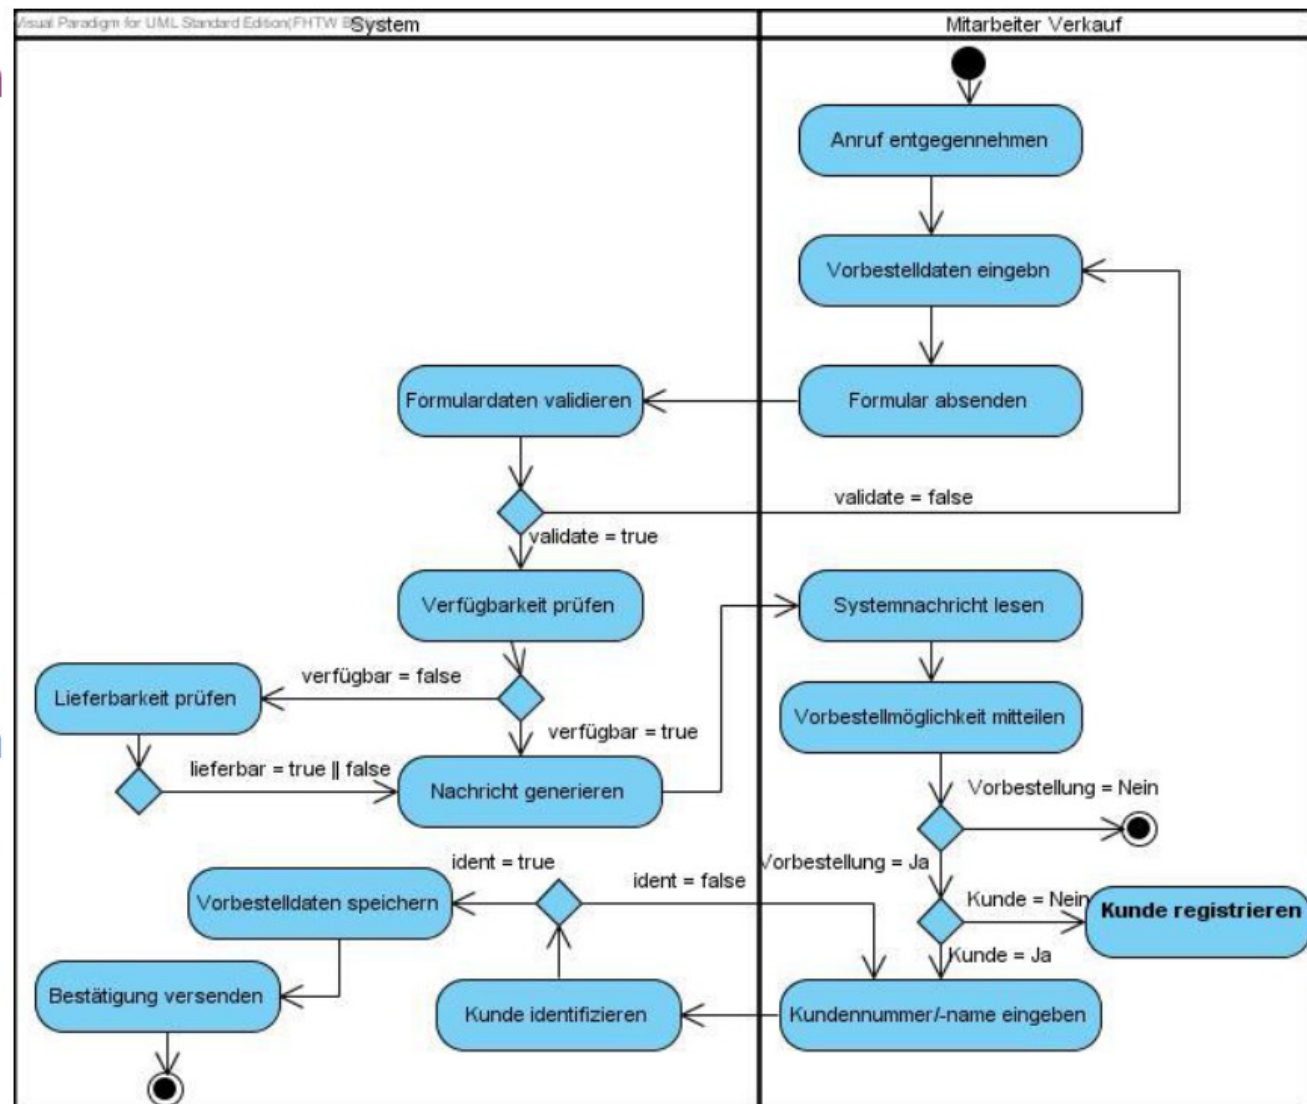 Visual Paradigm for UML Standard Edition(FHTW
System
Mitarbeiter Verkauf
Anruf entgegennehmen
Vorbestelldaten eingebn
Formulardaten validieren
Formular absenden
validate = false
validate = true
Verfügbarkeit prüfen
Systemnachricht lesen
Lieferbarkeit prüfen
verfügbar = false
Vorbestellmöglichkeit mitteilen
verfügbar = true
lieferbar = true || false
Nachricht generieren
Vorbestellung = Nein
ident = true
Vorbestellung = Ja
ident = false
Vorbestelldaten speichern
Kunde = Nein
Kunde registrieren
Kunde = Ja
Bestätigung versenden
Kunde identifizieren
Kundennummer/-name eingeben